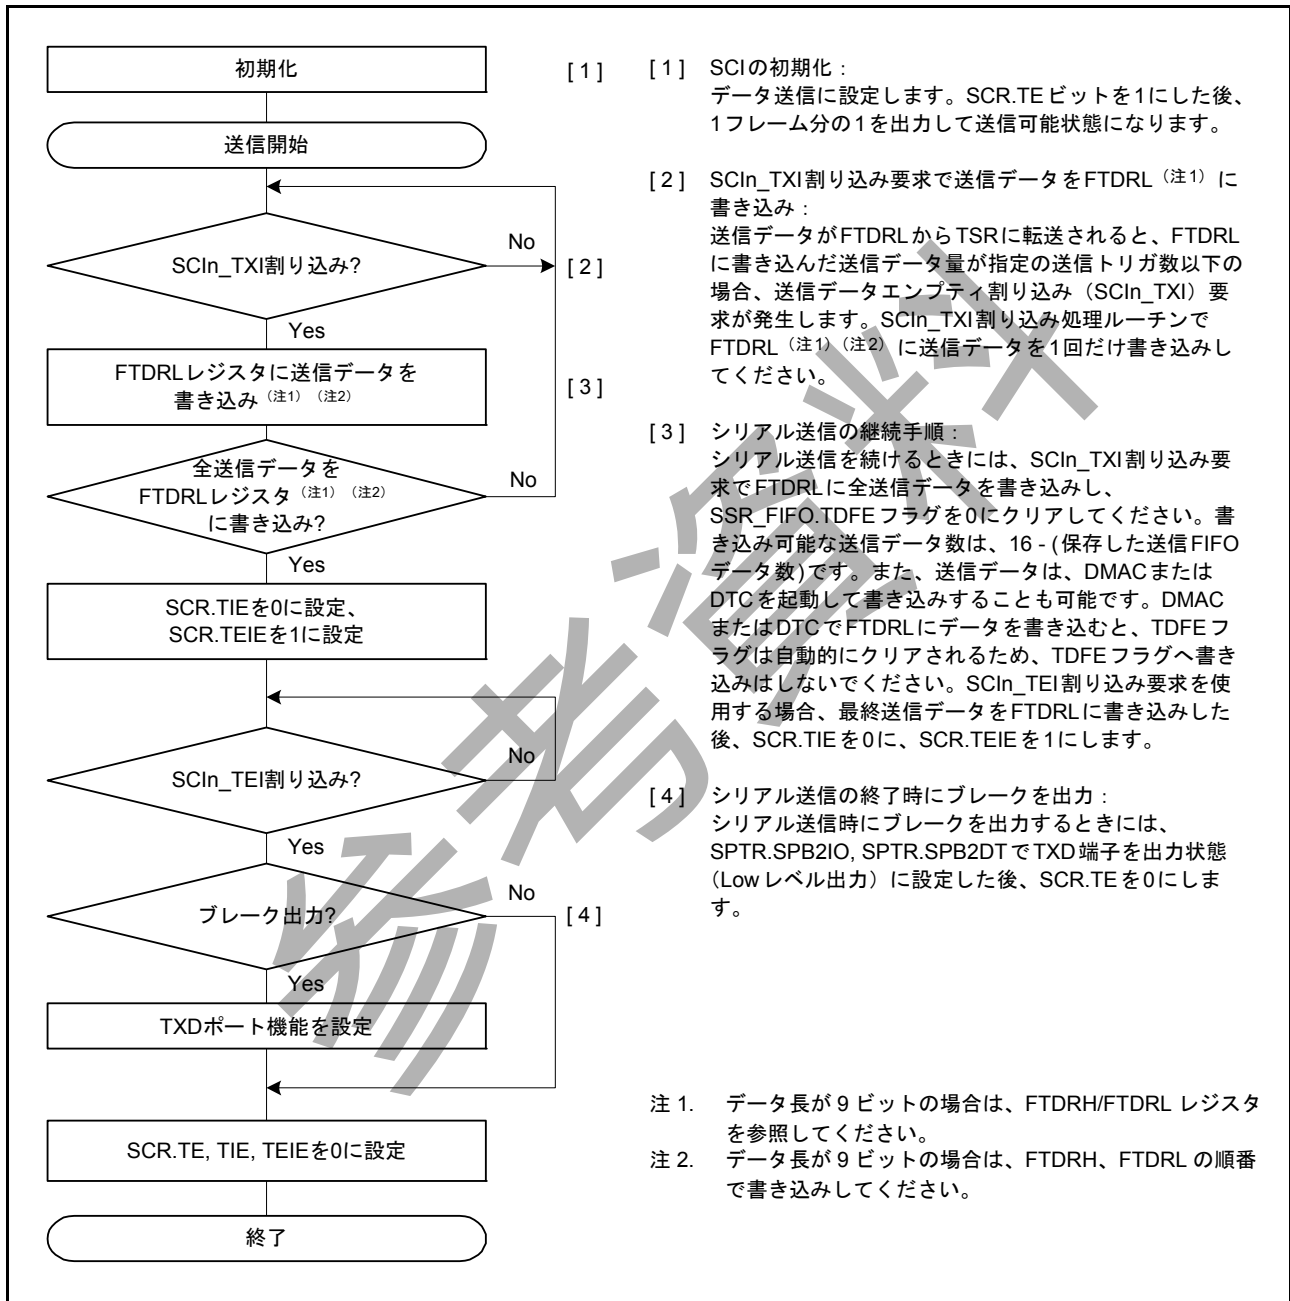 初期化
[ 1 ]
送信開始
SCIn_TXI割り込み?
No
[ 2 ]
Yes
FTDRLレジスタに送信データを
書き込み（注1）（注2）
[ 3 ]
全送信データを
FTDRLレジスタ（注1）（注2）
に書き込み?
No
Yes
SCR.TIEを0に設定、
SCR.TEIEを1に設定
SCIn_TEI割り込み?
No
Yes
ブレーク出力?
No
[ 4 ]
Yes
TXDポート機能を設定
SCR.TE, TIE, TEIEを0に設定
終了
[ 1 ] SCIの初期化：
データ送信に設定します。SCR.TEビットを1にした後、
1フレーム分の1を出力して送信可能状態になります。
[ 2 ] SCIn_TXI割り込み要求で送信データをFTDRL（注1）に
書き込み：
送信データがFTDRLからTSRに転送されると、FTDRL
に書き込んだ送信データ量が指定の送信トリガ数以下の
場合、送信データエンプティ割り込み（SCIn_TXI）要
求が発生します。SCIn_TXI割り込み処理ルーチンで
FTDRL（注1）（注2）に送信データを1回だけ書き込みし
てください。
[ 3 ] シリアル送信の継続手順：
シリアル送信を続けるときには、SCIn_TXI割り込み要
求でFTDRLに全送信データを書き込みし、
SSR_FIFO.TDFEフラグを0にクリアしてください。書
き込み可能な送信データ数は、16 - (保存した送信FIFO
データ数)です。また、送信データは、DMACまたは
DTCを起動して書き込みすることも可能です。DMAC
またはDTCでFTDRLにデータを書き込むと、TDFEフ
ラグは自動的にクリアされるため、TDFEフラグへ書き
込みはしないでください。SCIn_TEI割り込み要求を使
用する場合、最終送信データをFTDRLに書き込みした
後、SCR.TIEを0に、SCR.TEIEを1にします。
[ 4 ] シリアル送信の終了時にブレークを出力：
シリアル送信時にブレークを出力するときには、
SPTR.SPB2IO, SPTR.SPB2DTでTXD端子を出力状態
（Lowレベル出力）に設定した後、SCR.TEを0にしま
す。
注 1. データ長が 9 ビットの場合は、FTDRH/FTDRL レジスタ
を参照してください。
注 2. データ長が 9 ビットの場合は、FTDRH、FTDRL の順番
で書き込みしてください。
参考資料